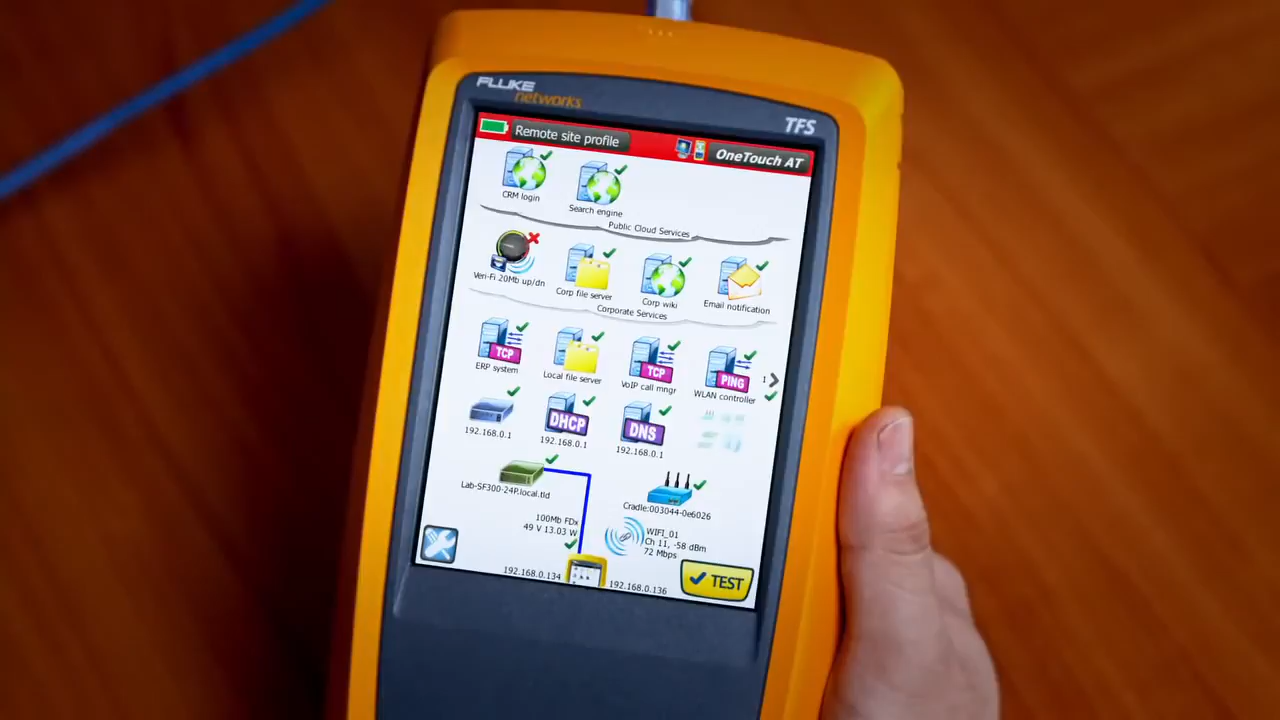 FLUKE
networks
TFS
Remote site profile
OneTouch AT
CRM login
Search engine
Public Cloud Services
Veri-Fi 20Mb up/dn
Corp file server
Corp wiki
Email notification
Corporate Services
TCP
TCP
PING
ERP system
Local file server
VoIP call mngr
WLAN controller
1
DHCP
DNS
192.168.0.1
192.168.0.1
192.168.0.1
Lab-SF300-24P.local.tld
Cradle:003044-0e6026
100Mb FDx
49 V 13.03 W
WIFI_01
Ch 11, -58 dBm
72 Mbps
192.168.0.134
192.168.0.136
TEST